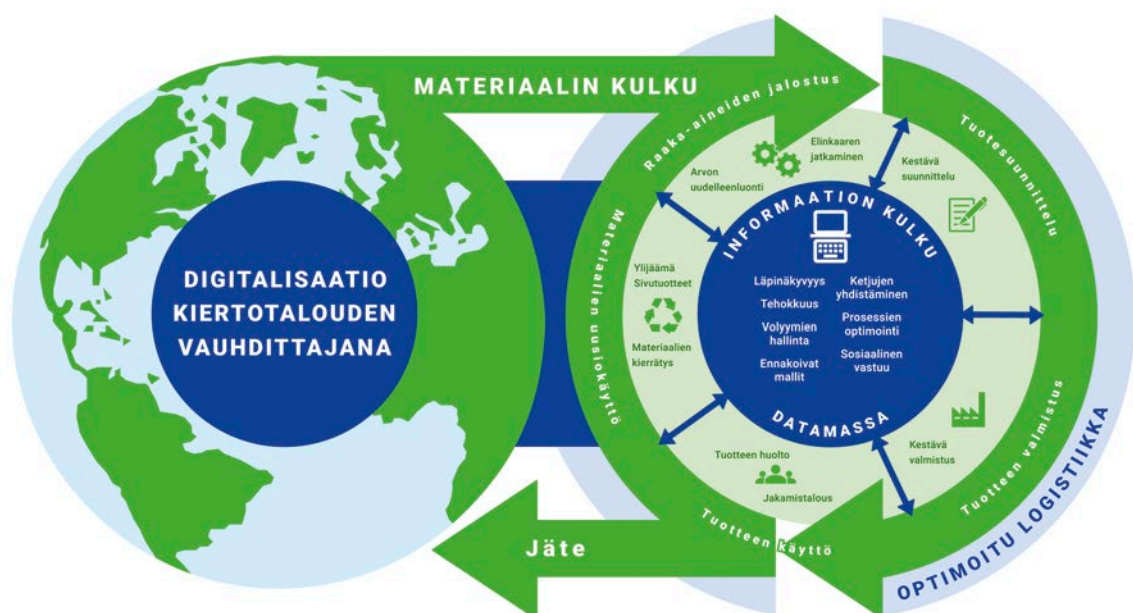 MATERIAALIN KULKU
DIGITALISAATIO
KIERTOTALOUDEN
VAUHDITTAJANA
Jäte
Raaka-aineiden jalostus
Tuotesuunnittelu
Tuotteen valmistus
Tuotteen käyttö
Materiaalien uusiokäyttö
OPTIMOITU LOGISTIIKKA
Elinkaaren
jatkaminen
Arvon
uudelleenluonti
Kestävä
suunnittelu
Ylijäämä
Sivutuotteet
Materiaalien
kierrätys
Tuotteen huolto
Jakamistalous
Kestävä
valmistus
INFORMAATION KULKU
Läpinäkyvyys
Tehokkuus
Volyymien
hallinta
Ennakoivat
mallit
Ketjujen
yhdistäminen
Prosessien
optimointi
Sosiaalinen
vastuu
DATAMASSA